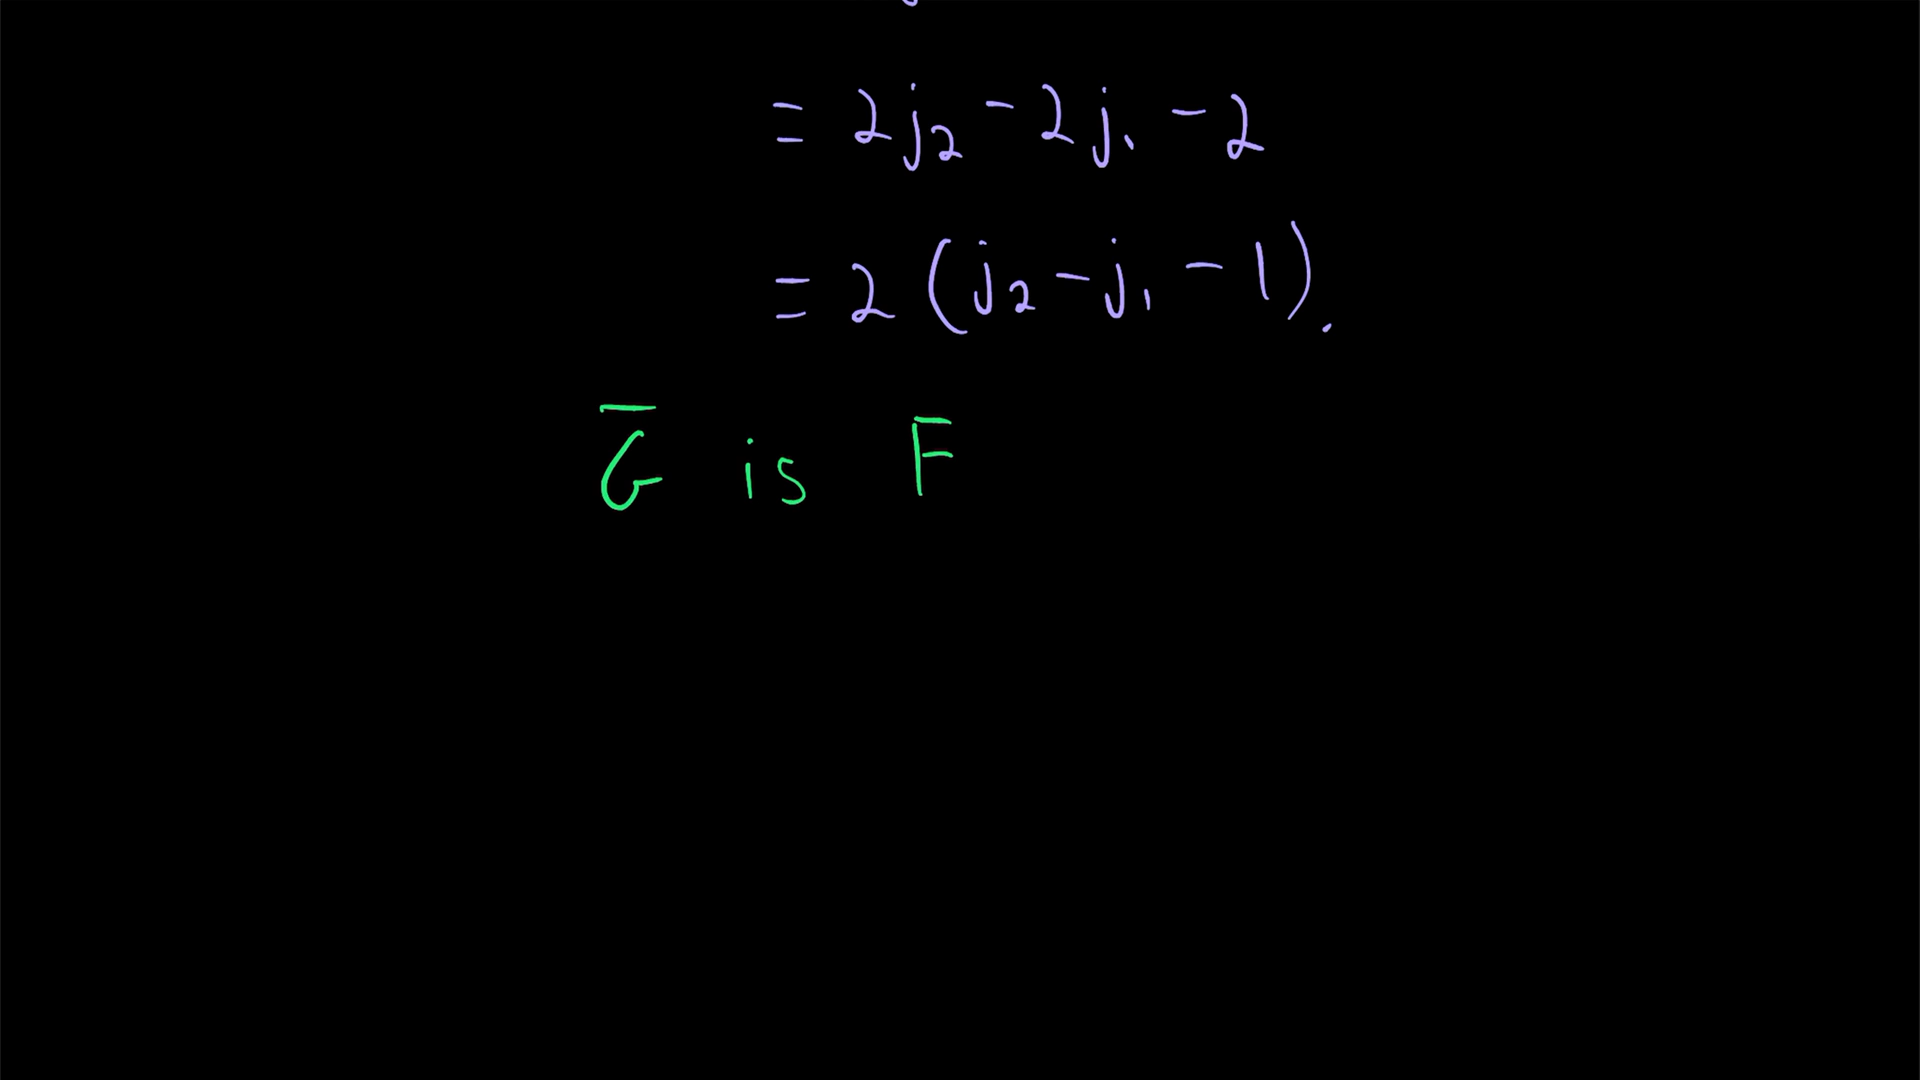 = 2j₂ - 2j₁ - 2
= 2 (j₂ - j₁ - 1).
G̅ is F